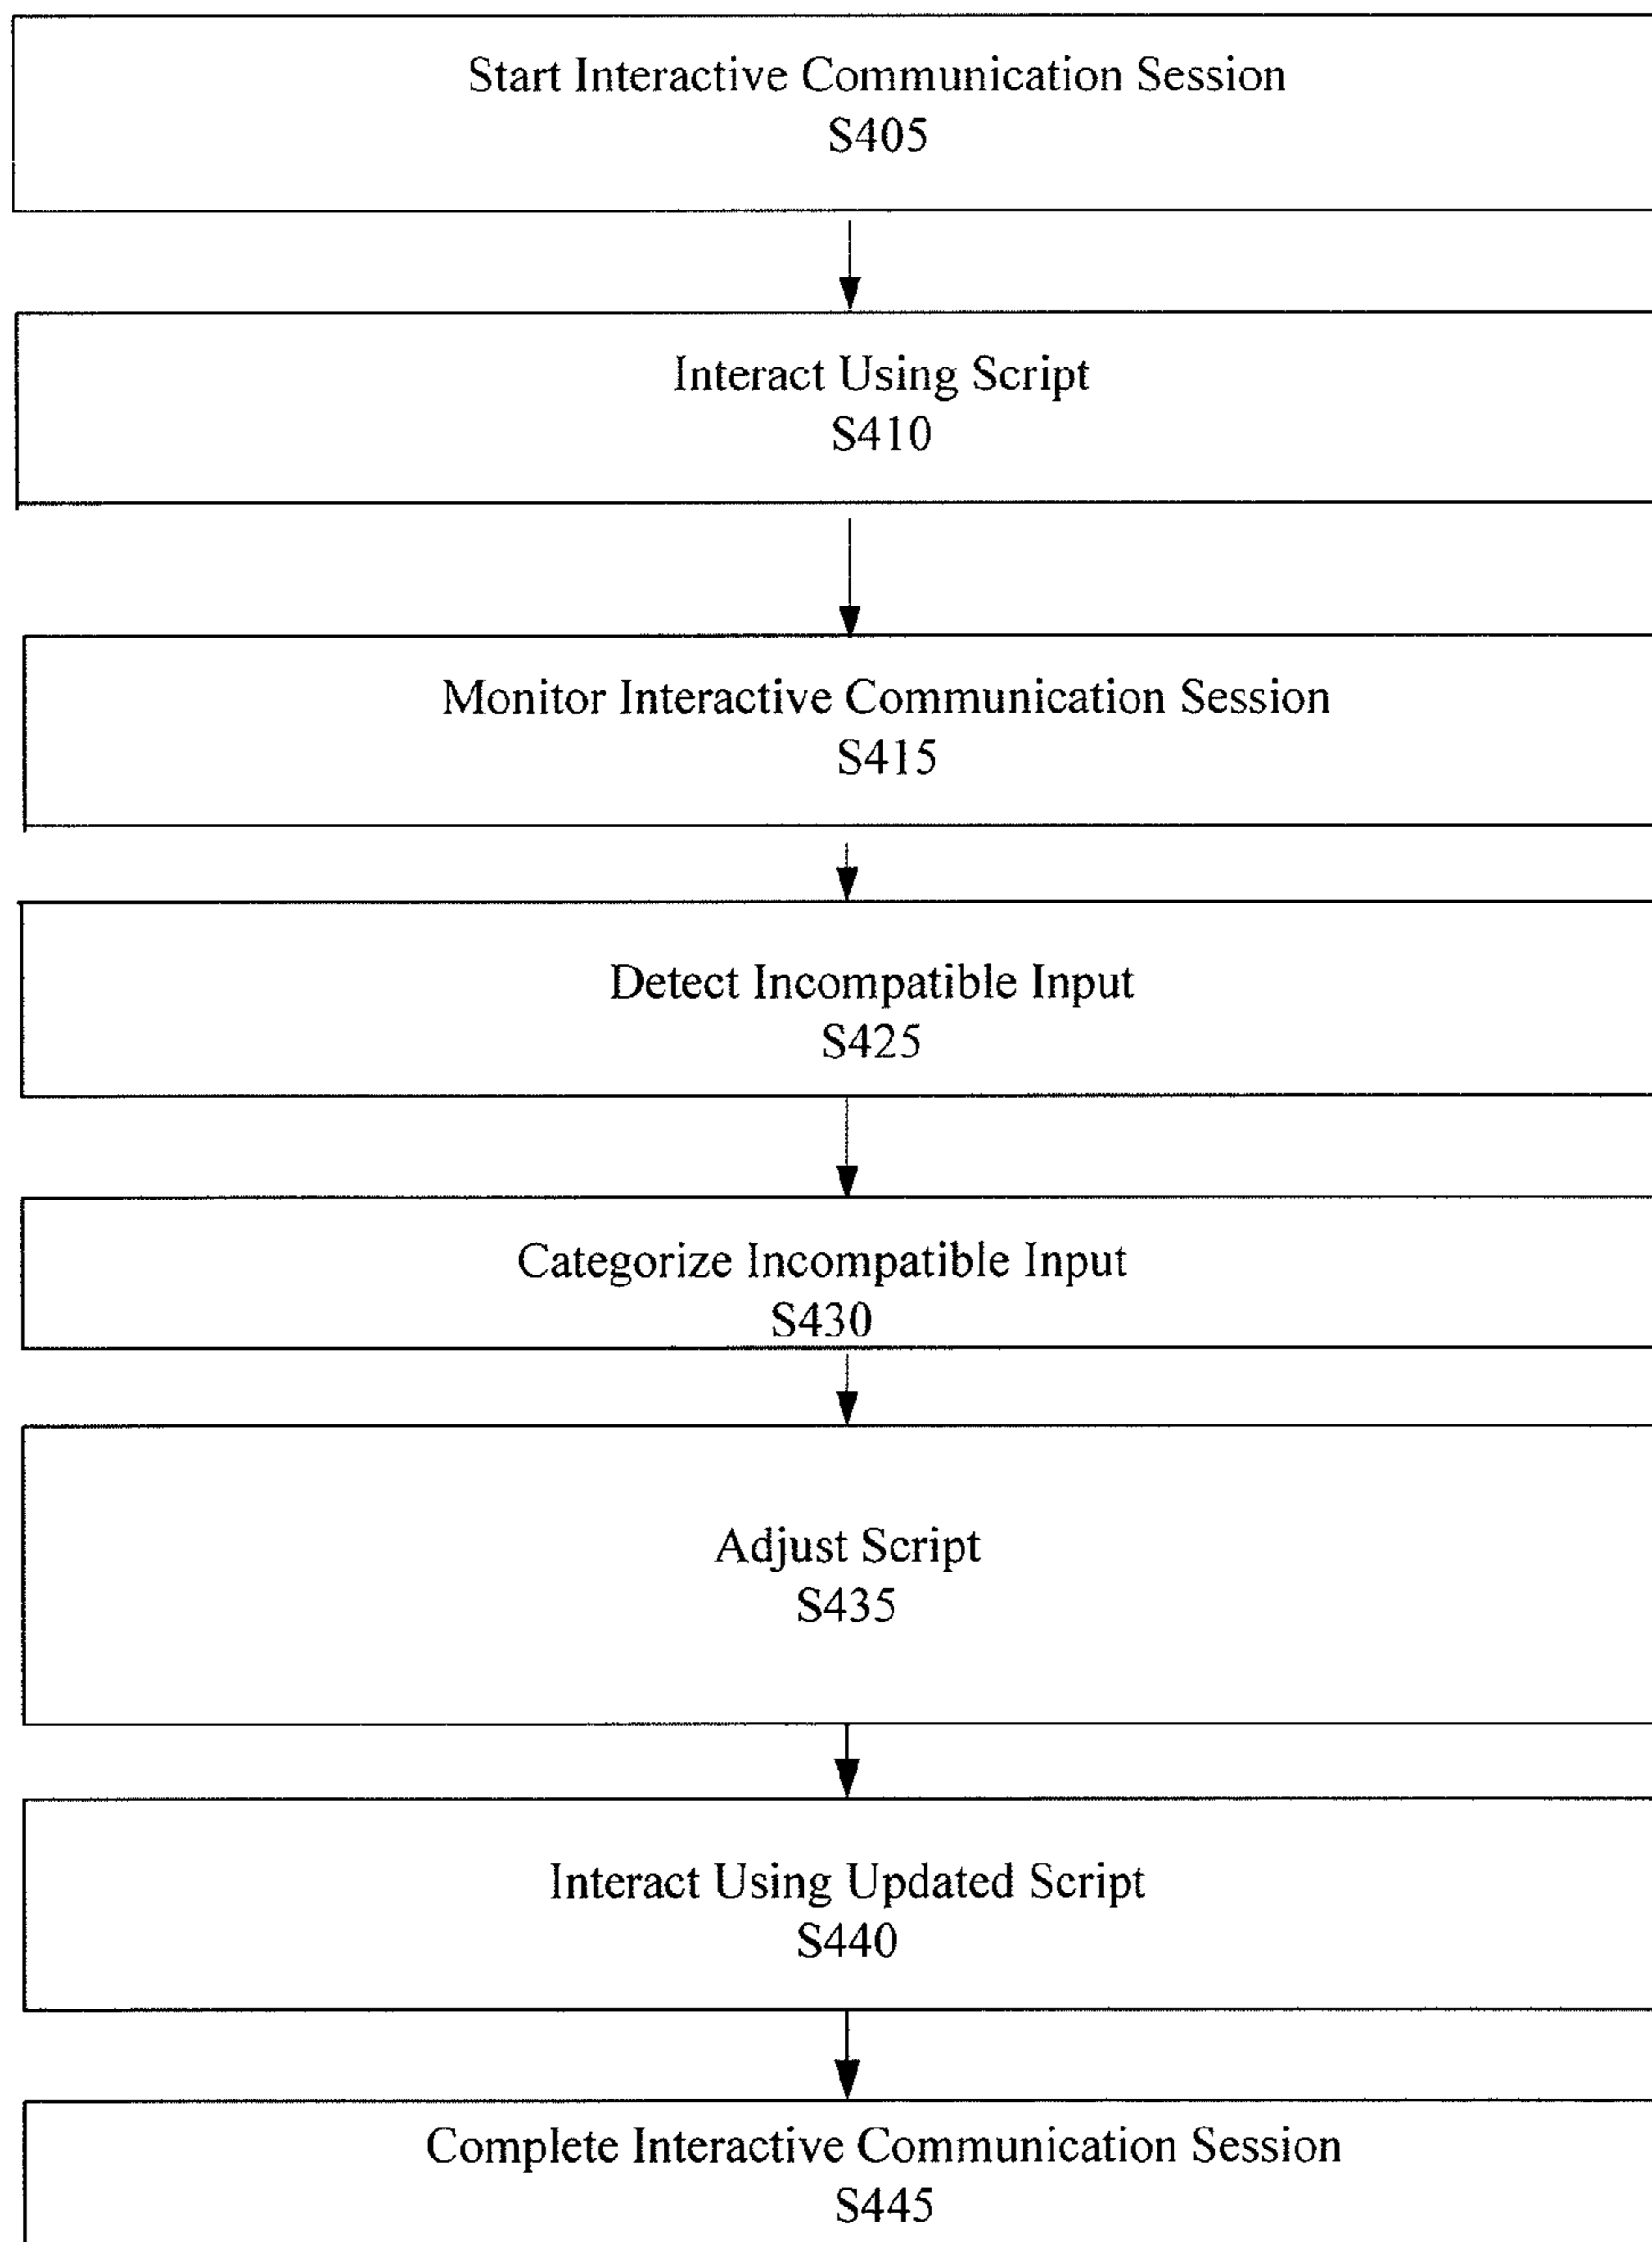 Start Interactive Communication Session
S405
Interact Using Script
S410
Monitor Interactive Communication Session
S415
Detect Incompatible Input
S425
Categorize Incompatible Input
S430
Adjust Script
S435
Interact Using Updated Script
S440
Complete Interactive Communication Session
S445